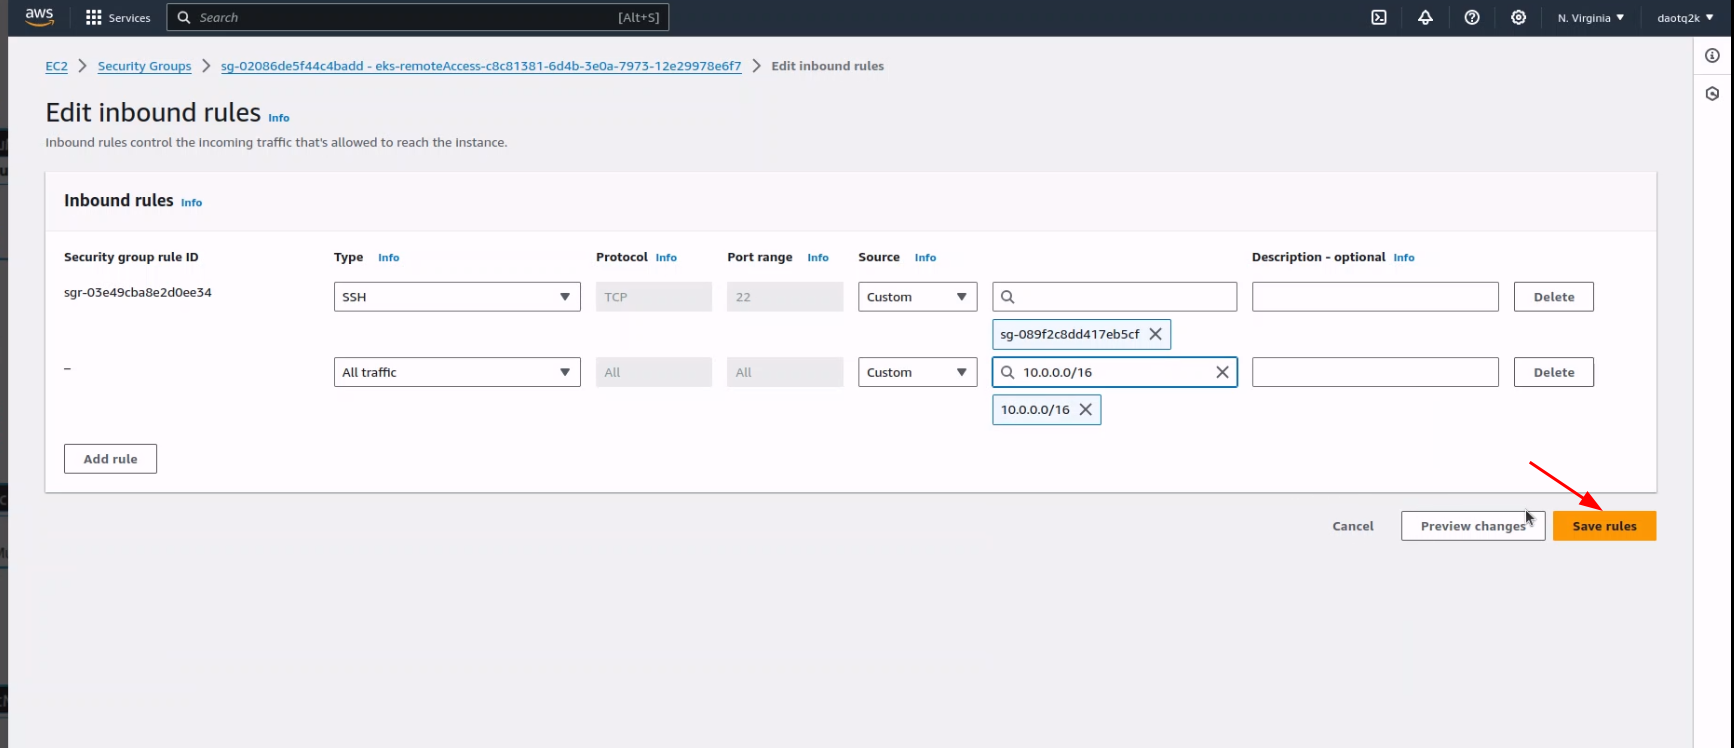 aws Services Search [Alt+S] N. Virginia daotq2k
EC2 Security Groups sg-02086de5f44c4badd - eks-remoteAccess-c8c81381-6d4b-3e0a-7973-12e29978e6f7 Edit inbound rules
Edit inbound rules Info
Inbound rules control the incoming traffic that's allowed to reach the instance.
Inbound rules Info
Security group rule ID Type Info Protocol Info Port range Info Source Info Description - optional Info
sgr-03e49cba8e2d0ee34 SSH TCP 22 Custom Delete
sg-089f2c8dd417eb5cf
– All traffic All All Custom 10.0.0.0/16 Delete
10.0.0.0/16
Add rule
Cancel Preview changes Save rules